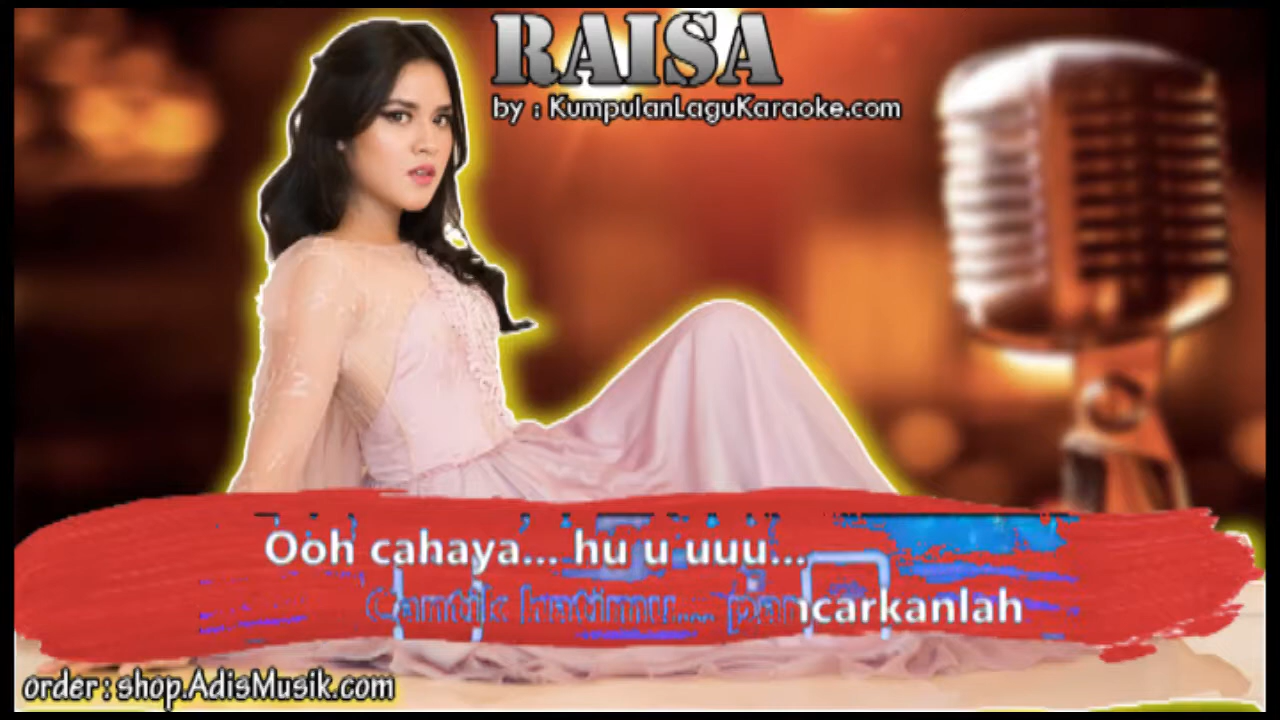 RAISA
by : KumpulanLaguKaraoke.com
Ooh cahaya... hu u uuu...
Cantik hatimu... pancarkanlah
order : shop.AdisMusik.com